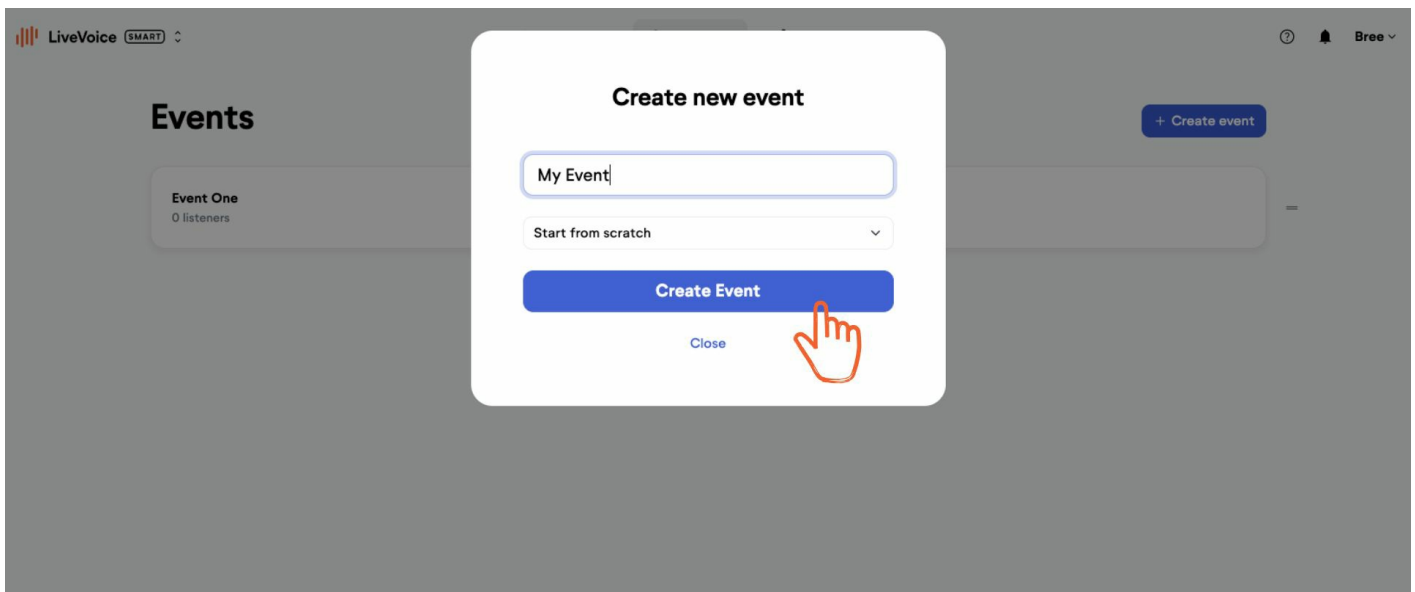 LiveVoice SMART
Bree
Events
+ Create event
Event One
0 listeners
Create new event
My Event
Start from scratch
Create Event
Close